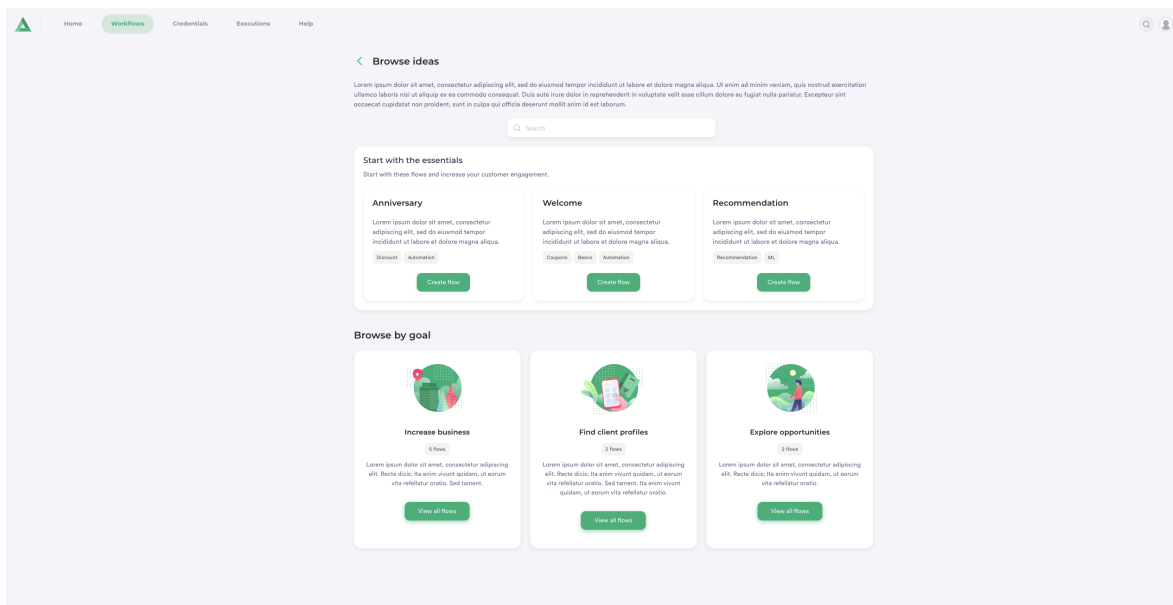 Home Workflows Credentials Executions Help
Browse ideas
Lorem ipsum dolor sit amet, consectetur adipiscing elit, sed do eiusmod tempor incididunt ut labore et dolore magna aliqua. Ut enim ad minim veniam, quis nostrud exercitation
ullamco laboris nisi ut aliquip ex ea commodo consequat. Duis aute irure dolor in reprehenderit in voluptate velit esse cillum dolore eu fugiat nulla pariatur. Excepteur sint
occaecat cupidatat non proident, sunt in culpa qui officia deserunt mollit anim id est laborum.
Search
Start with the essentials
Start with these flows and increase your customer engagement.
Anniversary
Lorem ipsum dolor sit amet, consectetur
adipiscing elit, sed do eiusmod tempor
incididunt ut labore et dolore magna aliqua.
Discount Automation
Create flow
Welcome
Lorem ipsum dolor sit amet, consectetur
adipiscing elit, sed do eiusmod tempor
incididunt ut labore et dolore magna aliqua.
Coupons Beevo Automation
Create flow
Recommendation
Lorem ipsum dolor sit amet, consectetur
adipiscing elit, sed do eiusmod tempor
incididunt ut labore et dolore magna aliqua.
Recommendation ML
Create flow
Browse by goal
Increase business
5 flows
Lorem ipsum dolor sit amet, consectetur adipiscing
elit. Recte dicis; Ita enim vivunt quidam, ut eorum
vita refellatur oratio. Sed tament.
View all flows
Find client profiles
2 flows
Lorem ipsum dolor sit amet, consectetur adipiscing
elit. Recte dicis; Ita enim vivunt quidam, ut eorum
vita refellatur oratio. Sed tament. Ita enim vivunt
quidam, ut eorum vita refellatur oratio.
View all flows
Explore opportunities
3 flows
Lorem ipsum dolor sit amet, consectetur adipiscing
elit. Recte dicis; Ita enim vivunt quidam, ut eorum
vita refellatur oratio.
View all flows